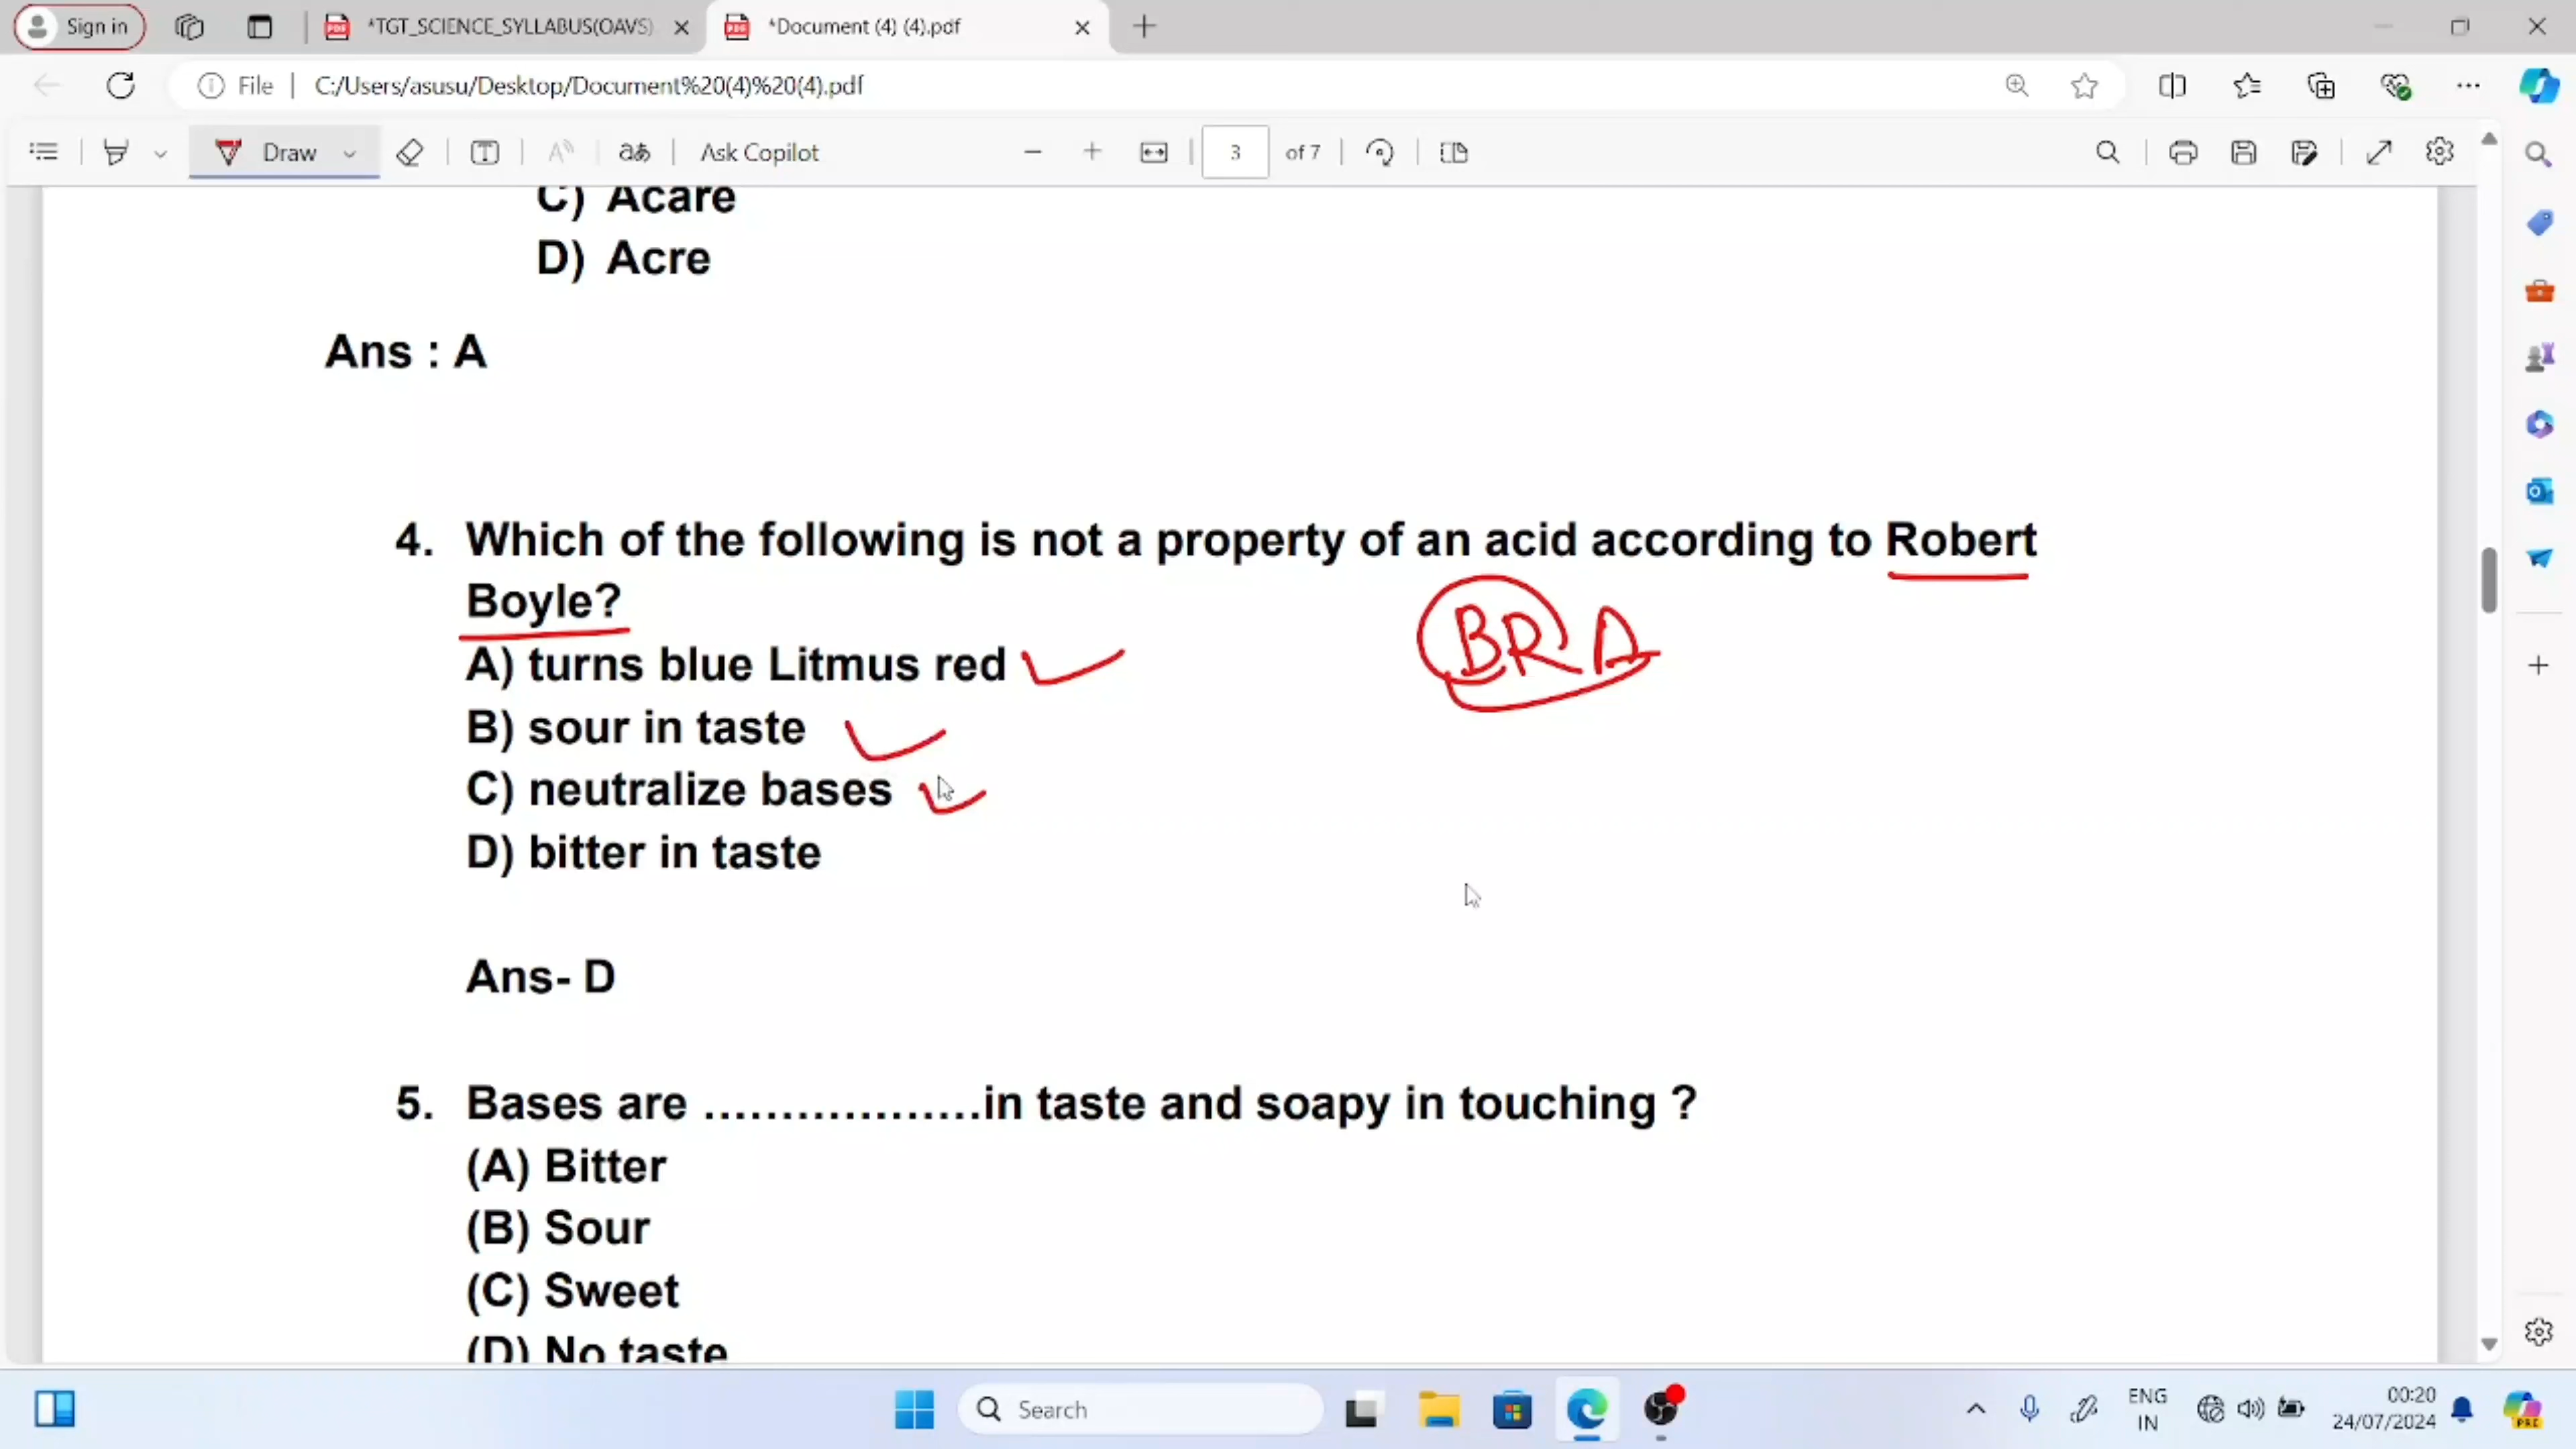 Sign in
*TGT_SCIENCE_SYLLABUS(OAVS)
*Document (4) (4).pdf
File
C:/Users/asusu/Desktop/Document%20(4)%20(4).pdf
Draw
Ask Copilot
3
of 7
C) Acare
D) Acre
Ans : A
4. Which of the following is not a property of an acid according to Robert
Boyle?
BRA
A) turns blue Litmus red
B) sour in taste
C) neutralize bases
D) bitter in taste
Ans- D
5. Bases are ..................in taste and soapy in touching ?
(A) Bitter
(B) Sour
(C) Sweet
(D) No taste
Search
ENG
IN
00:20
24/07/2024
PRE